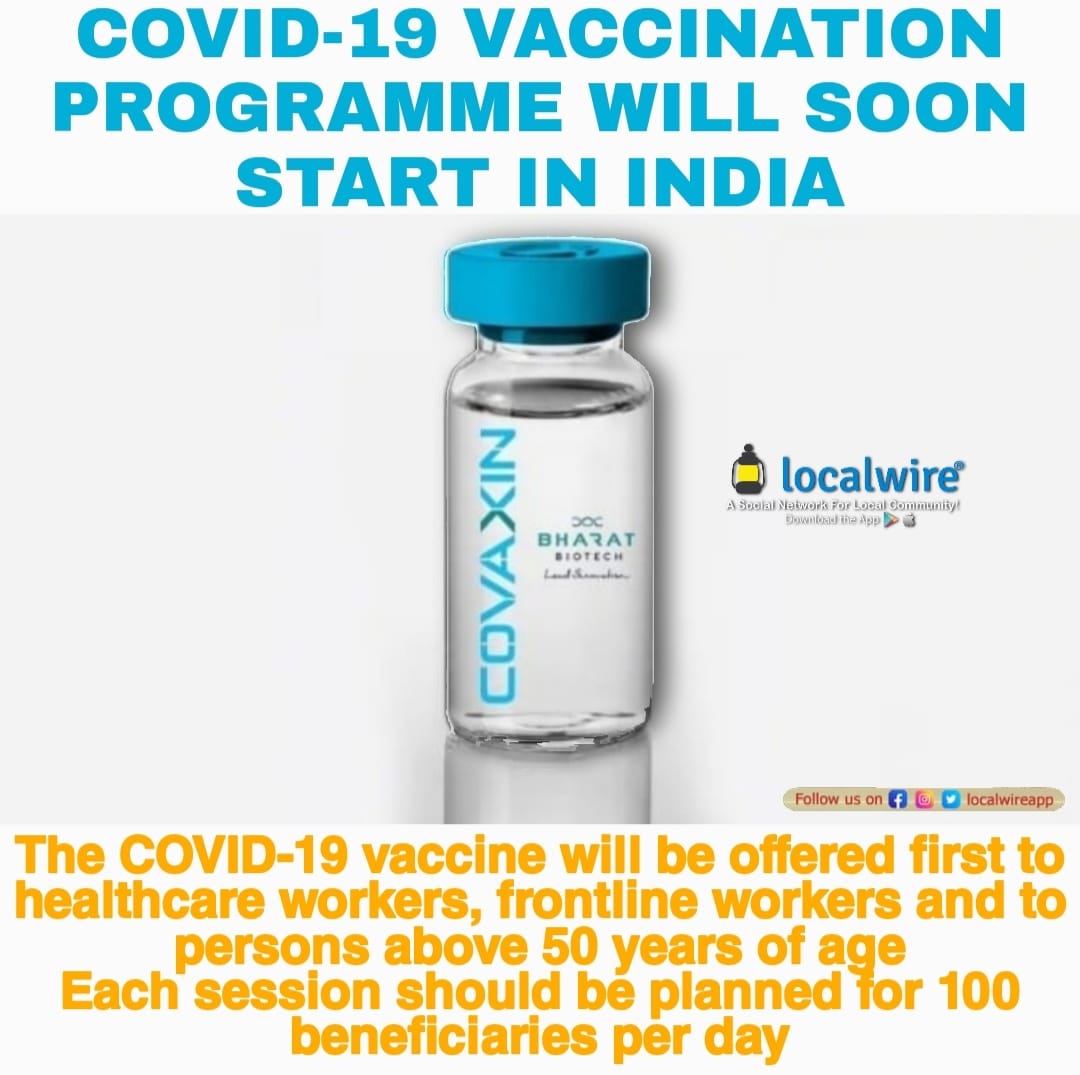 COVID-19 VACCINATION
PROGRAMME WILL SOON
START IN INDIA
COVAXIN
BHARAT
BIOTECH
localwire®
A Social Network For Local Community!
Download the App
Follow us on localwireapp
The COVID-19 vaccine will be offered first to
healthcare workers, frontline workers and to
persons above 50 years of age
Each session should be planned for 100
beneficiaries per day